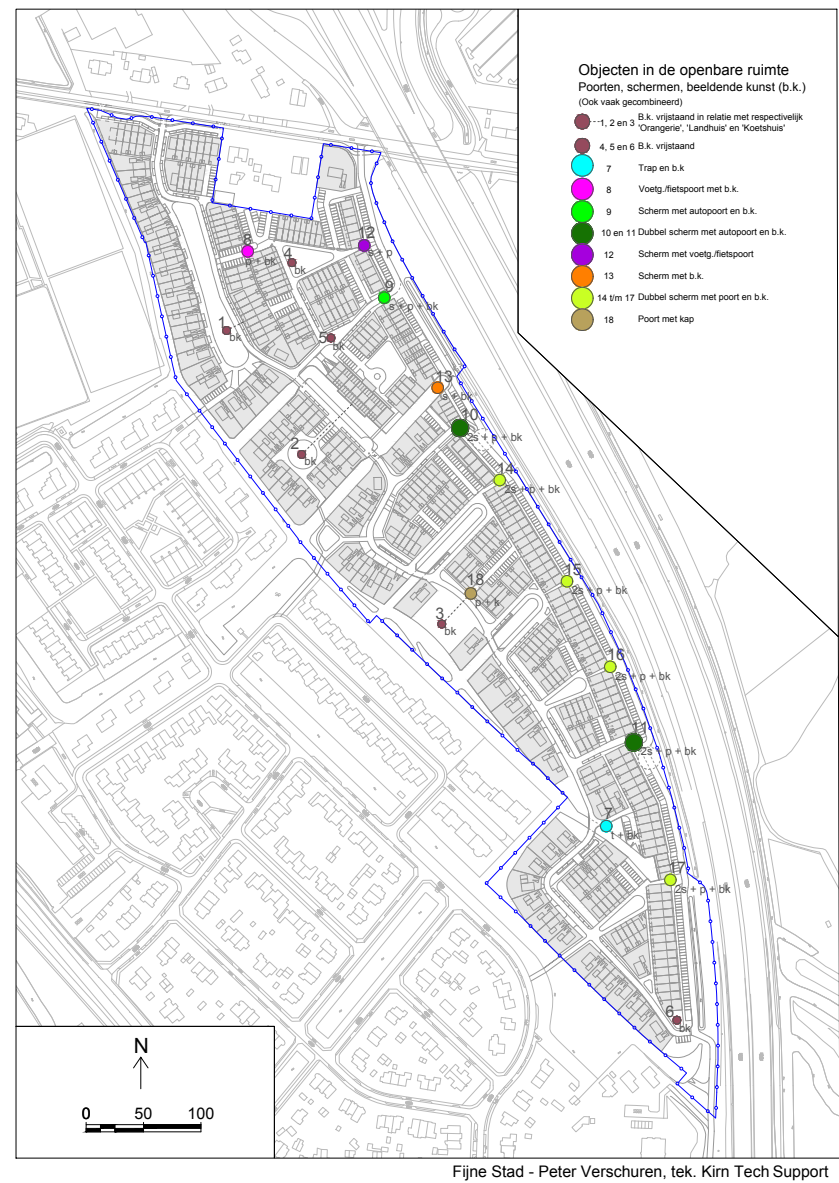 Objecten in de openbare ruimte
Poorten, schermen, beeldende kunst (b.k.)
(Ook vaak gecombineerd)
1, 2 en 3 B.k. vrijstaand in relatie met respectivelijk
'Orangerie', 'Landhuis' en 'Koetshuis'
4, 5 en 6 B.k. vrijstaand
7 Trap en b.k
8 Voetg./fietspoort met b.k.
9 Scherm met autopoort en b.k.
10 en 11 Dubbel scherm met autopoort en b.k.
12 Scherm met voetg./fietspoort
13 Scherm met b.k.
14 t/m 17 Dubbel scherm met poort en b.k.
18 Poort met kap
8
p + bk
4
bk
12
s + p
9
s + p + bk
1
bk
5
bk
13
s + bk
10
2s + p + bk
2
bk
14
2s + p + bk
15
2s + p + bk
18
p + k
3
bk
16
2s + p + bk
11
2s + p + bk
7
t + bk
17
2s + p + bk
6
bk
N
0 50 100
Fijne Stad - Peter Verschuren, tek. Kirn Tech Support